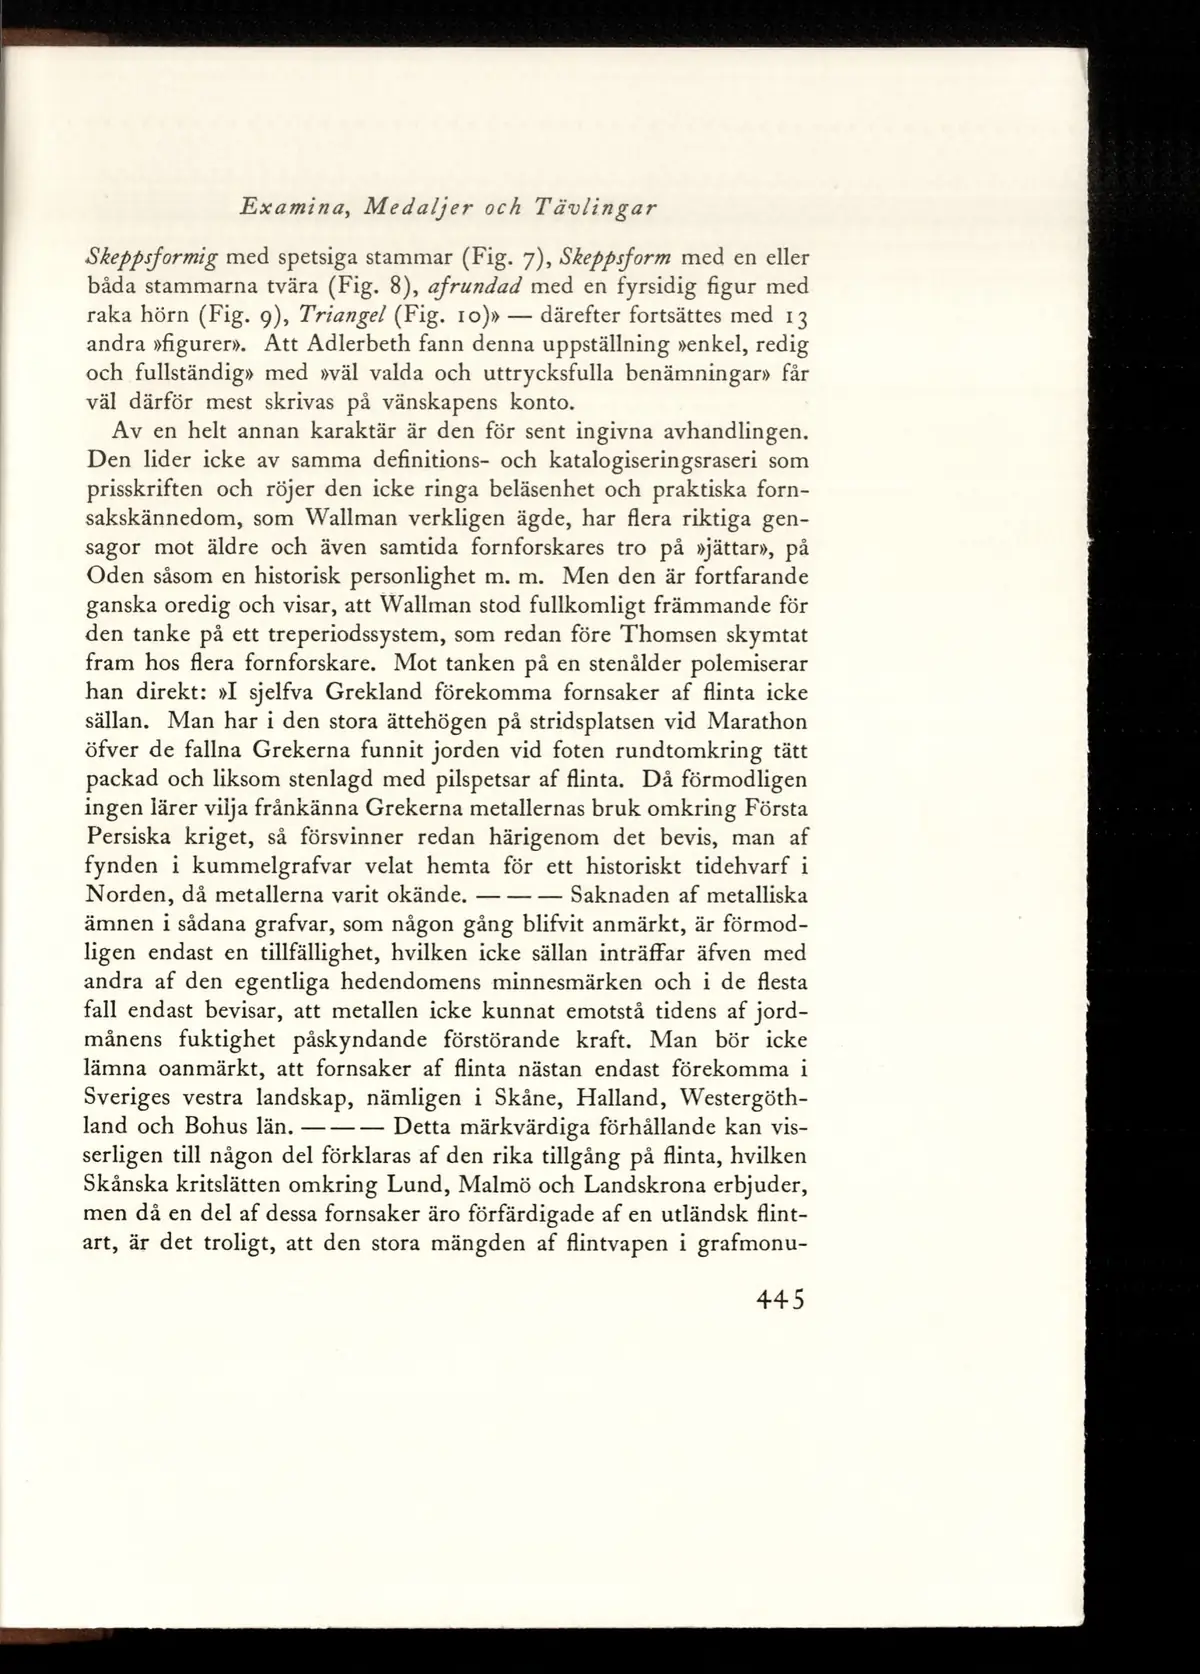 Examina, Medaljer och Tävlingar
Skeppsformig med spetsiga stammar (Fig. 7), Skeppsform med en eller
båda stammarna tvära (Fig. 8), afrundad med en fyrsidig figur med
raka hörn (Fig. 9), Triangel (Fig. 10)» — därefter fortsättes med 13
andra »figurer». Att Adlerbeth fann denna uppställning »enkel, redig
och fullständig» med »väl valda och uttrycksfulla benämningar» får
väl därför mest skrivas på vänskapens konto.
Av en helt annan karaktär är den för sent ingivna avhandlingen.
Den lider icke av samma definitions- och katalogiseringsraseri som
prisskriften och röjer den icke ringa beläsenhet och praktiska forn-
sakskännedom, som Wallman verkligen ägde, har flera riktiga gen-
sagor mot äldre och även samtida fornforskares tro på »jättar», på
Oden såsom en historisk personlighet m. m. Men den är fortfarande
ganska oredig och visar, att Wallman stod fullkomligt främmande för
den tanke på ett treperiodssystem, som redan före Thomsen skymtat
fram hos flera fornforskare. Mot tanken på en stenålder polemiserar
han direkt: »I sjelfva Grekland förekomma fornsaker af flinta icke
sällan. Man har i den stora ättehögen på stridsplatsen vid Marathon
öfver de fallna Grekerna funnit jorden vid foten rundtomkring tätt
packad och liksom stenlagd med pilspetsar af flinta. Då förmodligen
ingen lärer vilja frånkänna Grekerna metallernas bruk omkring Första
Persiska kriget, så försvinner redan härigenom det bevis, man af
fynden i kummelgrafvar velat hemta för ett historiskt tidehvarf i
Norden, då metallerna varit okände. — — — Saknaden af metalliska
ämnen i sådana grafvar, som någon gång blifvit anmärkt, är förmod-
ligen endast en tillfällighet, hvilken icke sällan inträffar äfven med
andra af den egentliga hedendomens minnesmärken och i de flesta
fall endast bevisar, att metallen icke kunnat emotstå tidens af jord-
månens fuktighet påskyndande förstörande kraft. Man bör icke
lämna oanmärkt, att fornsaker af flinta nästan endast förekomma i
Sveriges vestra landskap, nämligen i Skåne, Halland, Westergöth-
land och Bohus län. — — — Detta märkvärdiga förhållande kan vis-
serligen till någon del förklaras af den rika tillgång på flinta, hvilken
Skånska kritslätten omkring Lund, Malmö och Landskrona erbjuder,
men då en del af dessa fornsaker äro förfärdigade af en utländsk flint-
art, är det troligt, att den stora mängden af flintvapen i grafmonu-
445